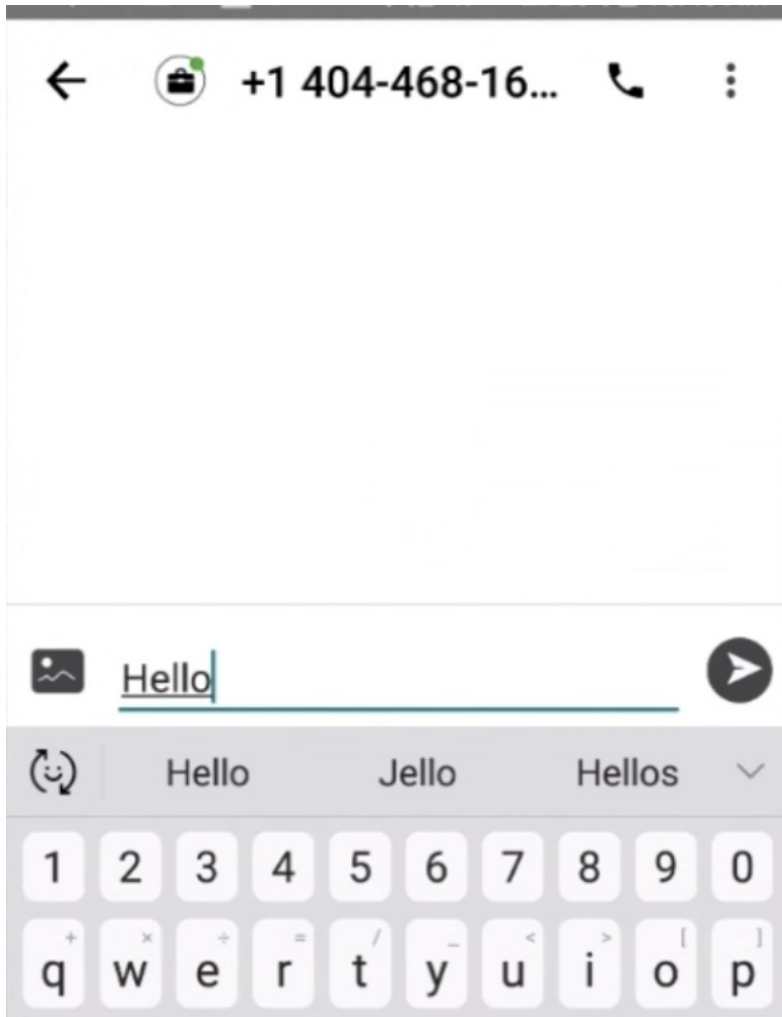 +1 404-468-16...
Hello
Hello Jello Hellos
1 2 3 4 5 6 7 8 9 0
+ × ÷ = / _ < > [ ]
q w e r t y u i o p